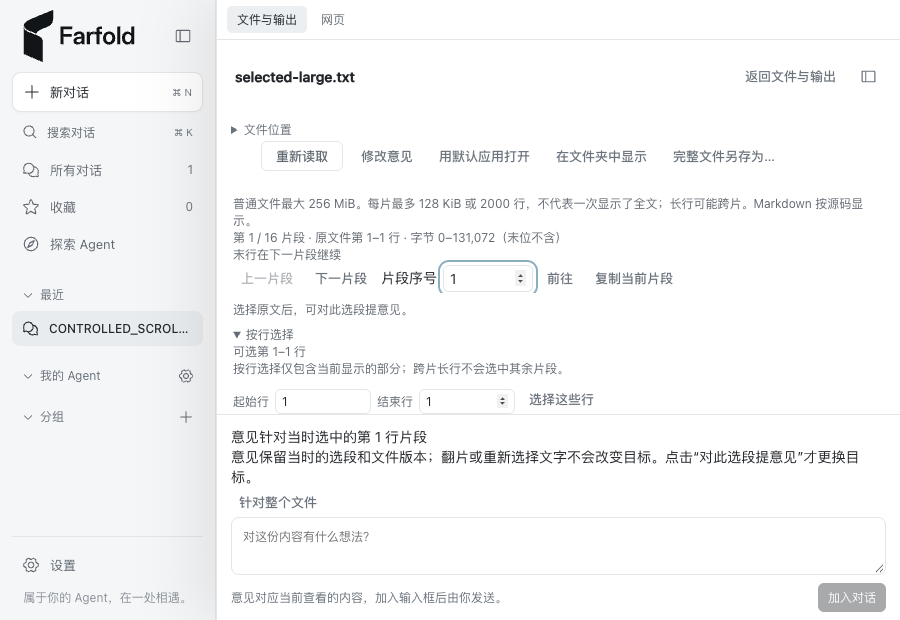 Farfold
新对话 ⌘ N
搜索对话 ⌘ K
所有对话 1
收藏 0
探索 Agent
最近
CONTROLLED_SCROL...
我的 Agent
分组
设置
属于你的 Agent，在一处相遇。
文件与输出 网页
selected-large.txt 返回文件与输出
文件位置
重新读取 修改意见 用默认应用打开 在文件夹中显示 完整文件另存为...
普通文件最大 256 MiB。每片最多 128 KiB 或 2000 行，不代表一次显示了全文；长行可能跨片。Markdown 按源码显
示。
第 1 / 16 片段 · 原文件第 1–1 行 · 字节 0–131,072（末位不含）
末行在下一片段继续
上一片段 下一片段 片段序号 1 前往 复制当前片段
选择原文后，可对此选段提意见。
按行选择
可选第 1–1 行
按行选择仅包含当前显示的部分；跨片长行不会选中其余片段。
起始行 1 结束行 1 选择这些行
意见针对当时选中的第 1 行片段
意见保留当时的选段和文件版本；翻片或重新选择文字不会改变目标。点击“对此选段提意见”才更换目
标。
针对整个文件
对这份内容有什么想法?
意见对应当前查看的内容，加入输入框后由你发送。 加入对话